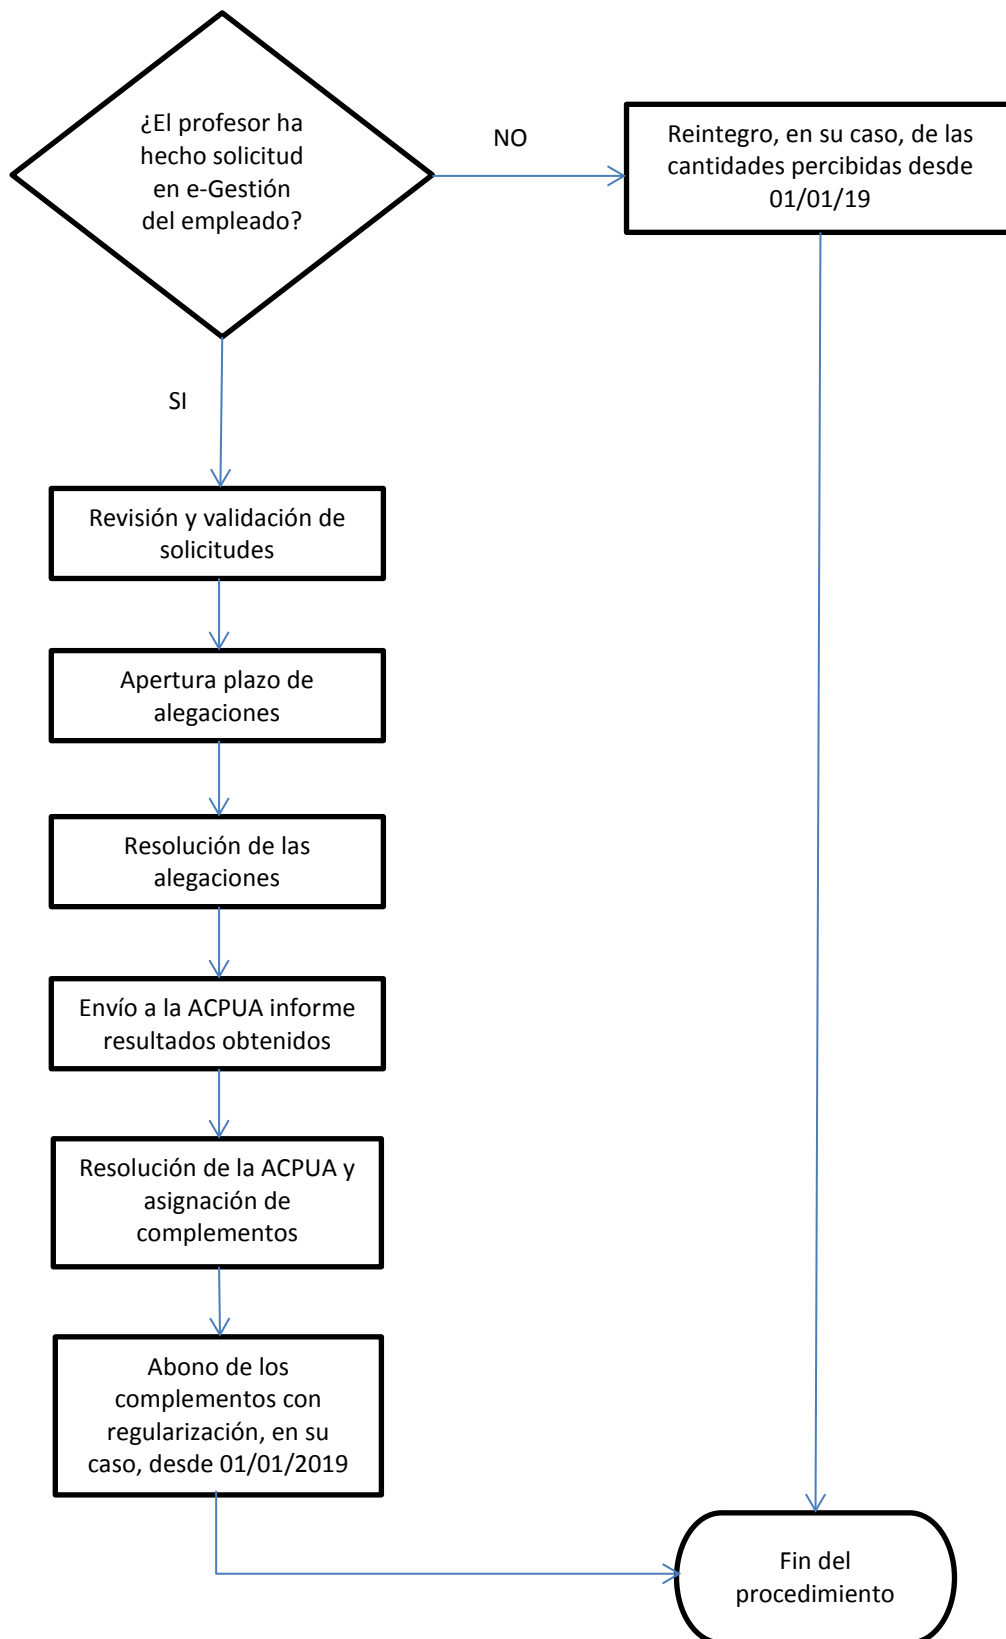 ¿El profesor ha
hecho solicitud
en e-Gestión
del empleado?
NO
Reintegro, en su caso, de las
cantidades percibidas desde
01/01/19
SI
Revisión y validación de
solicitudes
Apertura plazo de
alegaciones
Resolución de las
alegaciones
Envío a la ACPUA informe
resultados obtenidos
Resolución de la ACPUA y
asignación de
complementos
Abono de los
complementos con
regularización, en su
caso, desde 01/01/2019
Fin del
procedimiento